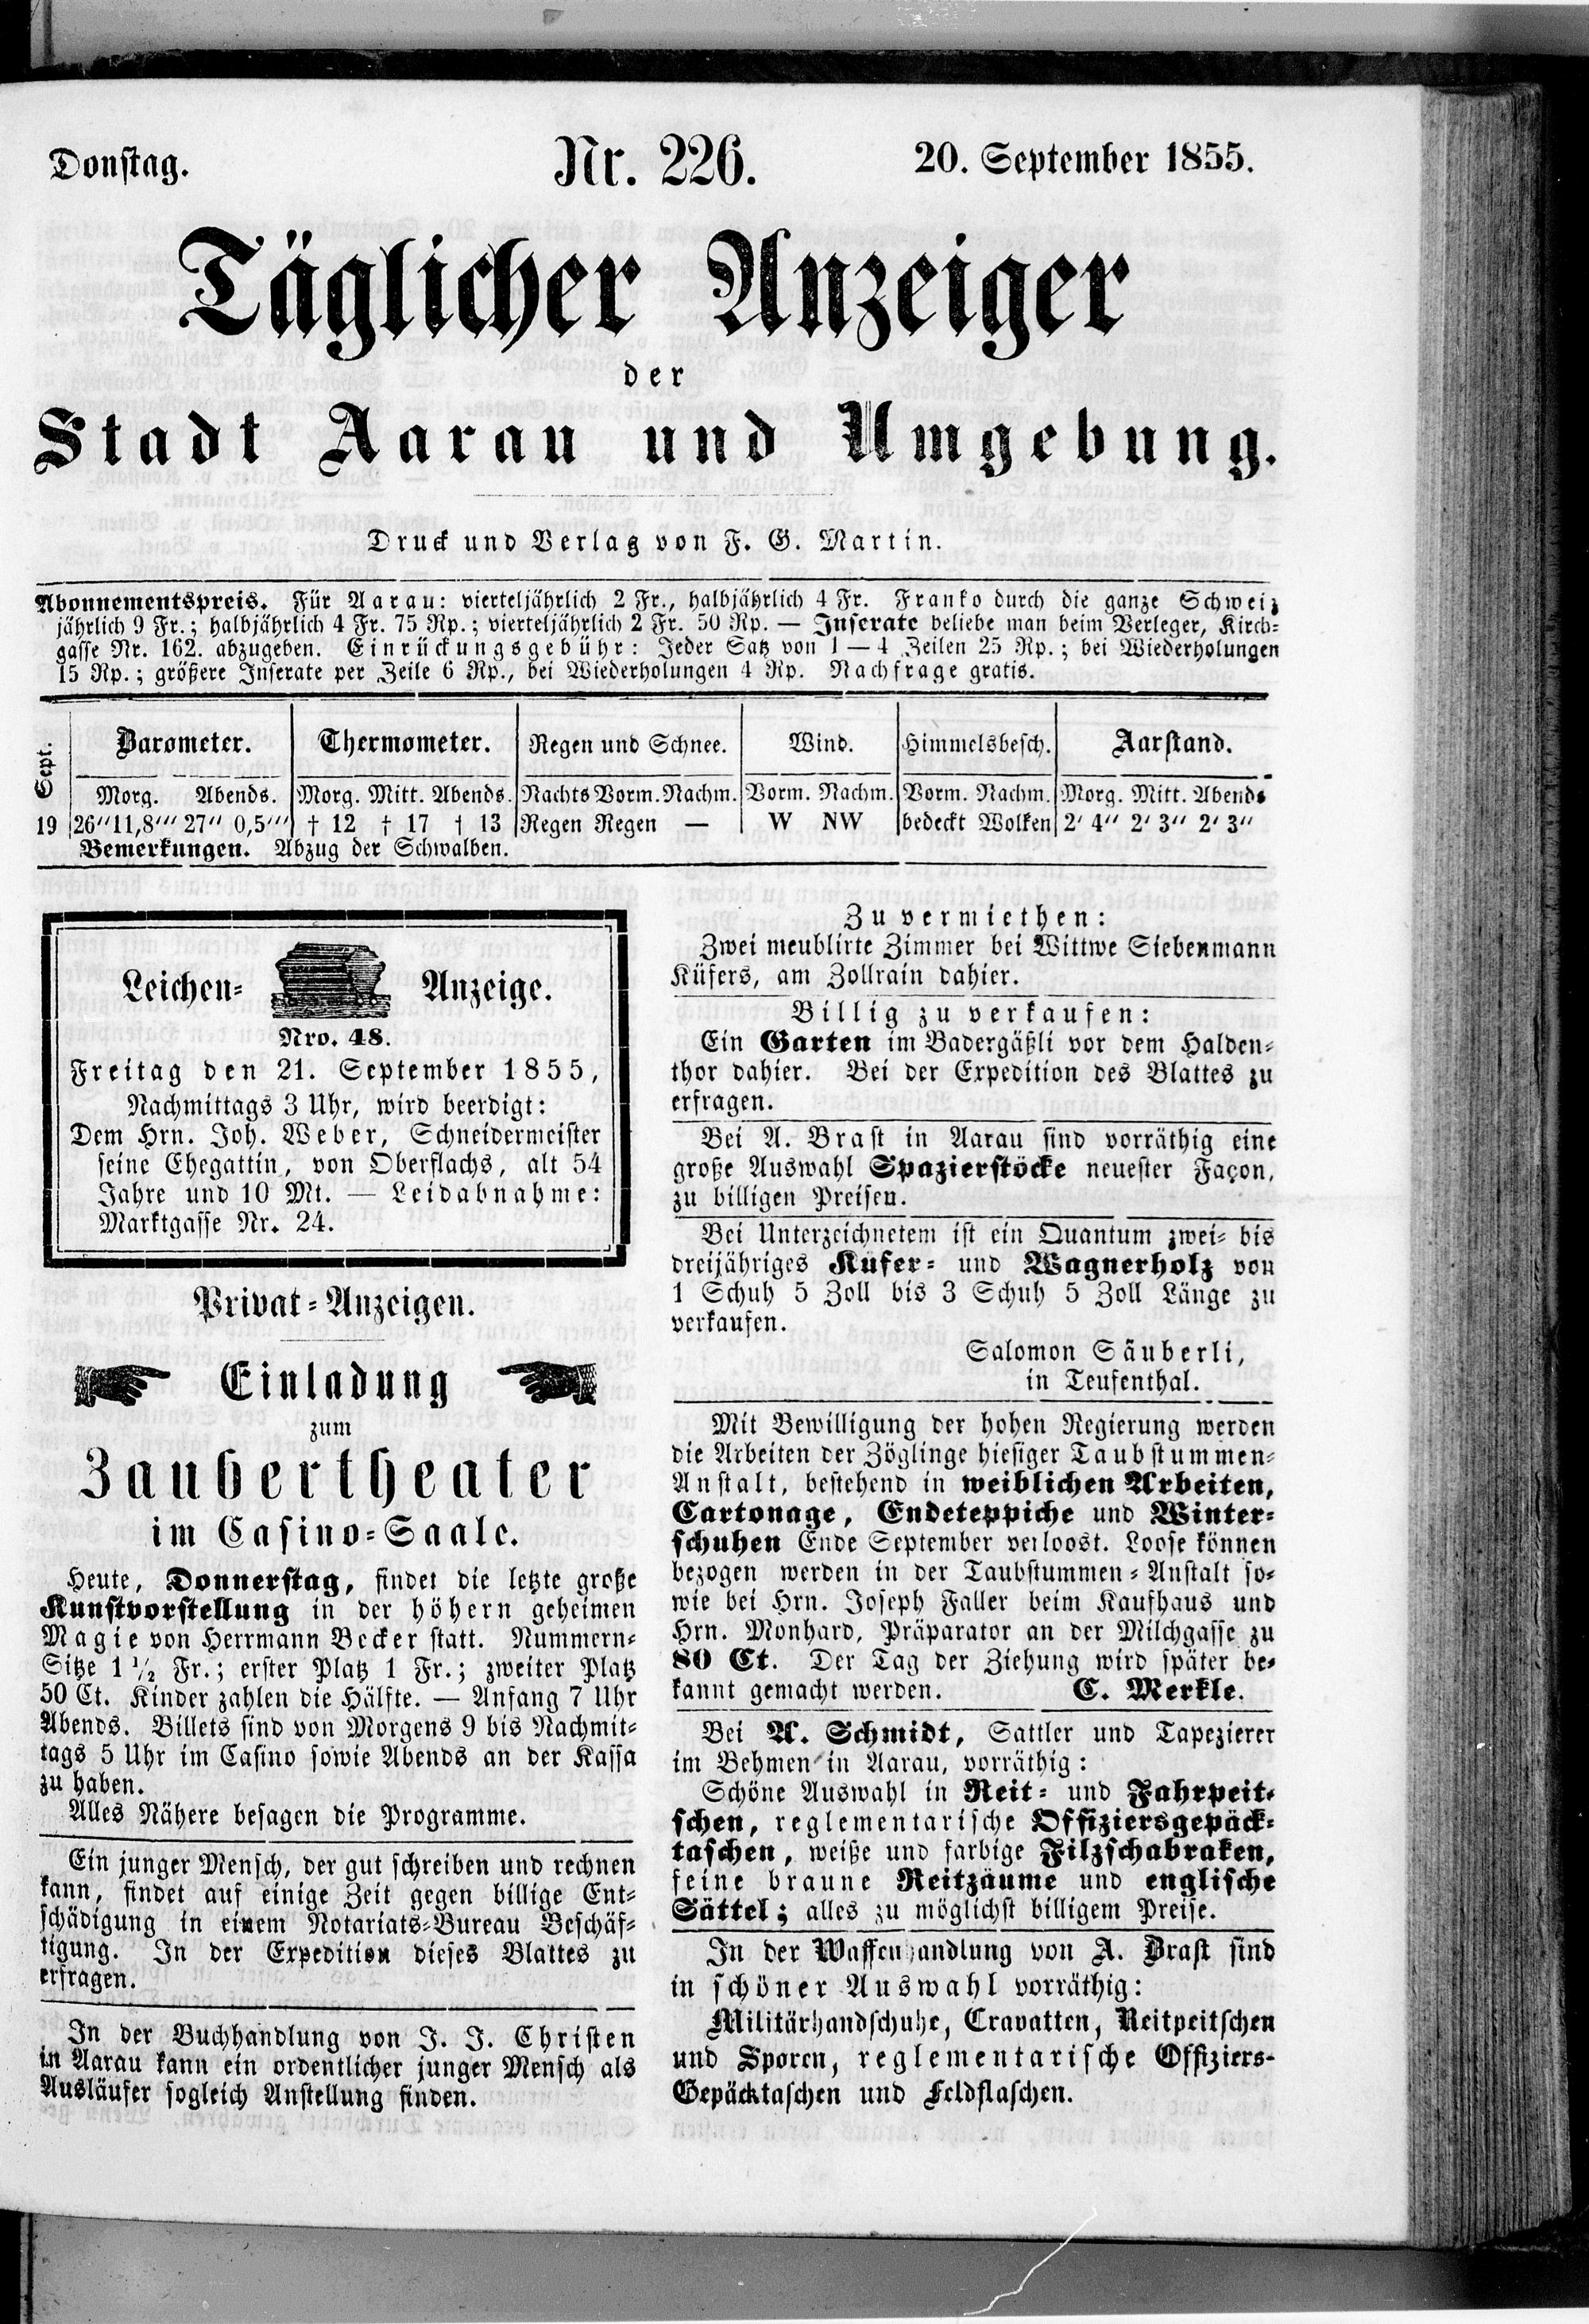 Donstag.
Nr. 226.
20. September 1855.
Täglicher Anzeiger
der
Stadt Aarau und Umgebung.
Druck und Verlag von F. G. Martin.
Abonnementspreis. Für Aarau: vierteljährlich 2 Fr., halbjährlich 4 Fr. Franko durch die ganze Schweiz
jährlich 9 Fr.; halbjährlich 4 Fr. 75 Rp.; vierteljährlich 2 Fr. 50 Rp. — Inserate beliebe man beim Verleger, Kirch-
gasse Nr. 162. abzugeben. Einrückungsgebühr: Jeder Satz von 1—4 Zeilen 25 Rp.; bei Wiederholungen
15 Rp.; größere Inserate per Zeile 6 Rp., bei Wiederholungen 4 Rp. Nachfrage gratis.
Sept. Barometer. Thermometer. Regen und Schnee. Wind. Himmelsbesch. Aarstand.
Morg. Abends. Morg. Mitt. Abends. Nachts Vorm. Nachm. Vorm. Nachm. Vorm. Nachm. Morg. Mitt. Abends
19 26″11,8‴ 27″ 0,5‴ † 12 † 17 † 13 Regen Regen — W NW bedeckt Wolken 2′ 4″ 2′ 3″ 2′ 3″
Bemerkungen. Abzug der Schwalben.
Leichen- Anzeige.
Nro. 48.
Freitag den 21. September 1855,
Nachmittags 3 Uhr, wird beerdigt:
Dem Hrn. Joh. Weber, Schneidermeister
seine Ehegattin, von Oberflachs, alt 54
Jahre und 10 Mt. — Leidabnahme:
Marktgasse Nr. 24.
Privat-Anzeigen.
Einladung
zum
Zaubertheater
im Casino-Saale.
Heute, Donnerstag, findet die letzte große
Kunstvorstellung in der höhern geheimen
Magie von Herrmann Becker statt. Nummern-
Sitze 1 1/2 Fr.; erster Platz 1 Fr.; zweiter Platz
50 Ct. Kinder zahlen die Hälfte. — Anfang 7 Uhr
Abends. Billets sind von Morgens 9 bis Nachmit-
tags 5 Uhr im Casino sowie Abends an der Kassa
zu haben.
Alles Nähere besagen die Programme.
Ein junger Mensch, der gut schreiben und rechnen
kann, findet auf einige Zeit gegen billige Ent-
schädigung in einem Notariats-Bureau Beschäf-
tigung. In der Expedition dieses Blattes zu
erfragen.
In der Buchhandlung von J. J. Christen
in Aarau kann ein ordentlicher junger Mensch als
Ausläufer sogleich Anstellung finden.
Zu vermiethen:
Zwei meublirte Zimmer bei Wittwe Siebenmann
Küfers, am Zollrain dahier.
Billig zu verkaufen:
Ein Garten im Badergäßli vor dem Halden-
thor dahier. Bei der Expedition des Blattes zu
erfragen.
Bei A. Brast in Aarau sind vorräthig eine
große Auswahl Spazierstöcke neuester Façon,
zu billigen Preisen.
Bei Unterzeichnetem ist ein Quantum zwei- bis
dreijähriges Küfer- und Wagnerholz von
1 Schuh 5 Zoll bis 3 Schuh 5 Zoll Länge zu
verkaufen.
Salomon Säuberli,
in Teufenthal.
Mit Bewilligung der hohen Regierung werden
die Arbeiten der Zöglinge hiesiger Taubstummen-
Anstalt, bestehend in weiblichen Arbeiten,
Cartonage, Endeteppiche und Winter-
schuhen Ende September verloost. Loose können
bezogen werden in der Taubstummen-Anstalt so-
wie bei Hrn. Joseph Faller beim Kaufhaus und
Hrn. Monhard, Präparator an der Milchgasse zu
80 Ct. Der Tag der Ziehung wird später be-
kannt gemacht werden. C. Merkle.
Bei A. Schmidt, Sattler und Tapezierer
im Behmen in Aarau, vorräthig:
Schöne Auswahl in Reit- und Fahrpeit-
schen, reglementarische Offiziersgepäck-
taschen, weiße und farbige Filzschabraken,
feine braune Reitzäume und englische
Sättel; alles zu möglichst billigem Preise.
In der Waffenhandlung von A. Brast sind
in schöner Auswahl vorräthig:
Militärhandschuhe, Cravatten, Reitpeitschen
und Sporen, reglementarische Offiziers-
Gepäcktaschen und Feldflaschen.